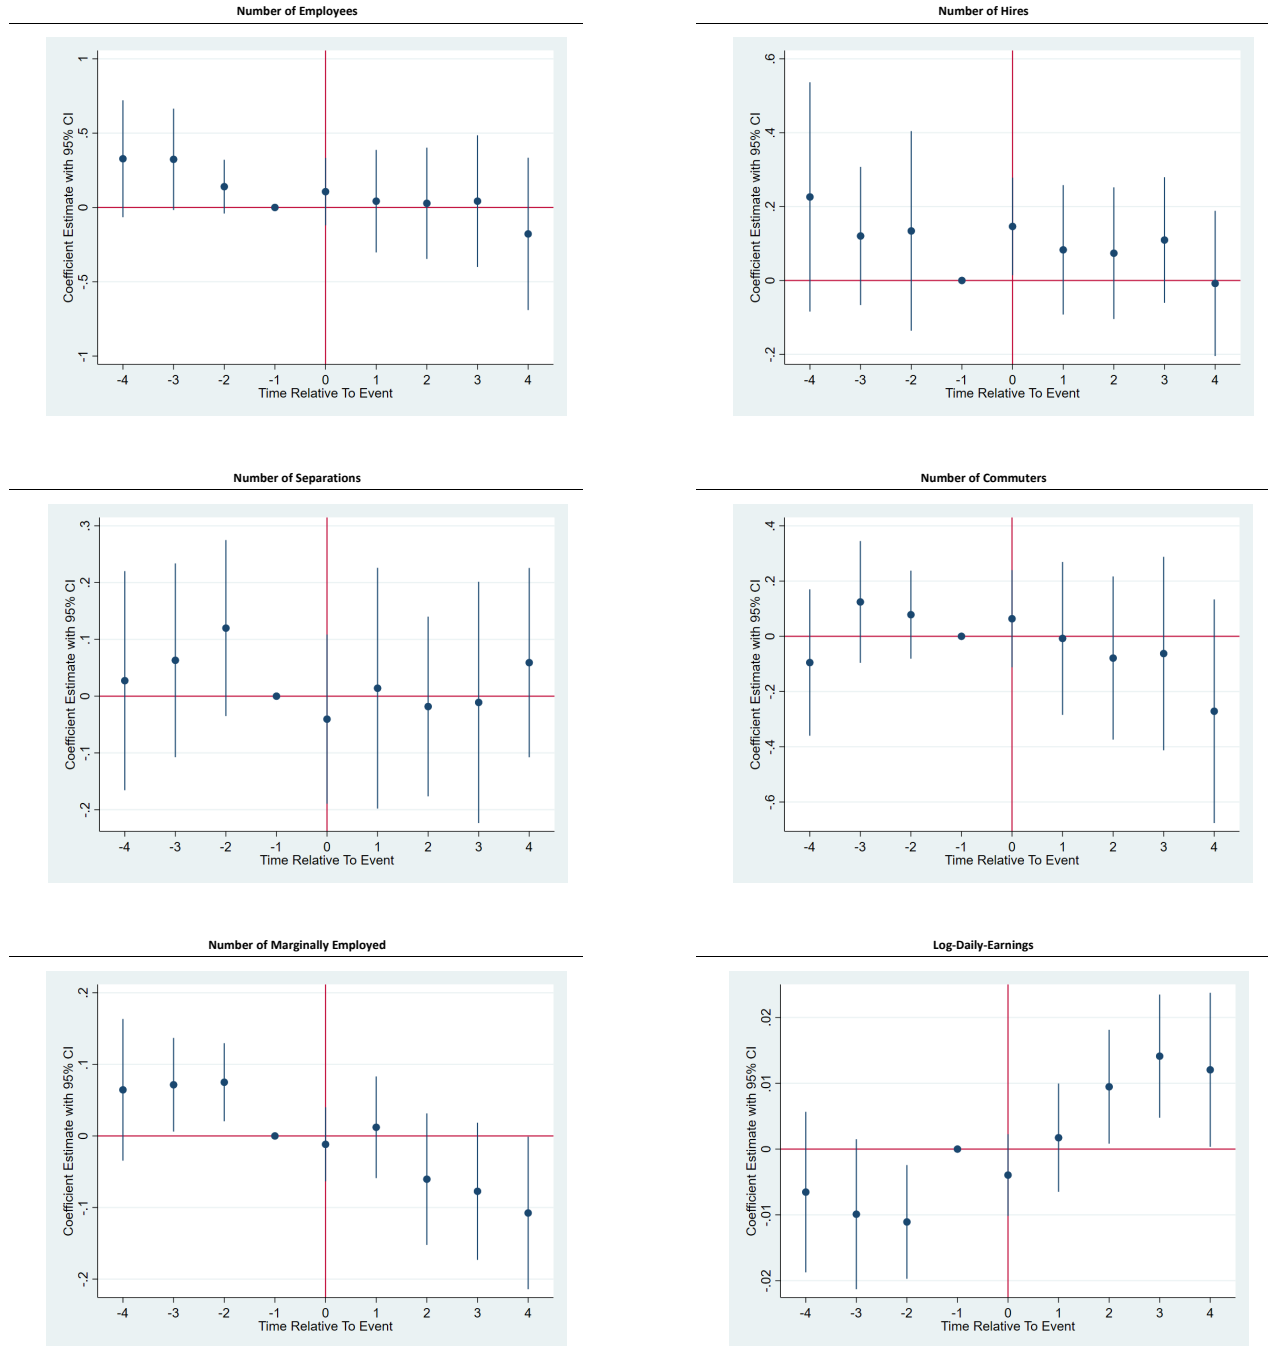 Number of Employees
Coefficient Estimate with 95% CI
1
.5
0
-.5
-1
-4 -3 -2 -1 0 1 2 3 4
Time Relative To Event
Number of Hires
Coefficient Estimate with 95% CI
.6
.4
.2
0
-.2
-4 -3 -2 -1 0 1 2 3 4
Time Relative To Event
Number of Separations
Coefficient Estimate with 95% CI
.3
.2
.1
0
-.1
-.2
-4 -3 -2 -1 0 1 2 3 4
Time Relative To Event
Number of Commuters
Coefficient Estimate with 95% CI
.4
.2
0
-.2
-.4
-.6
-4 -3 -2 -1 0 1 2 3 4
Time Relative To Event
Number of Marginally Employed
Coefficient Estimate with 95% CI
.2
.1
0
-.1
-.2
-4 -3 -2 -1 0 1 2 3 4
Time Relative To Event
Log-Daily-Earnings
Coefficient Estimate with 95% CI
.02
.01
0
-.01
-.02
-4 -3 -2 -1 0 1 2 3 4
Time Relative To Event